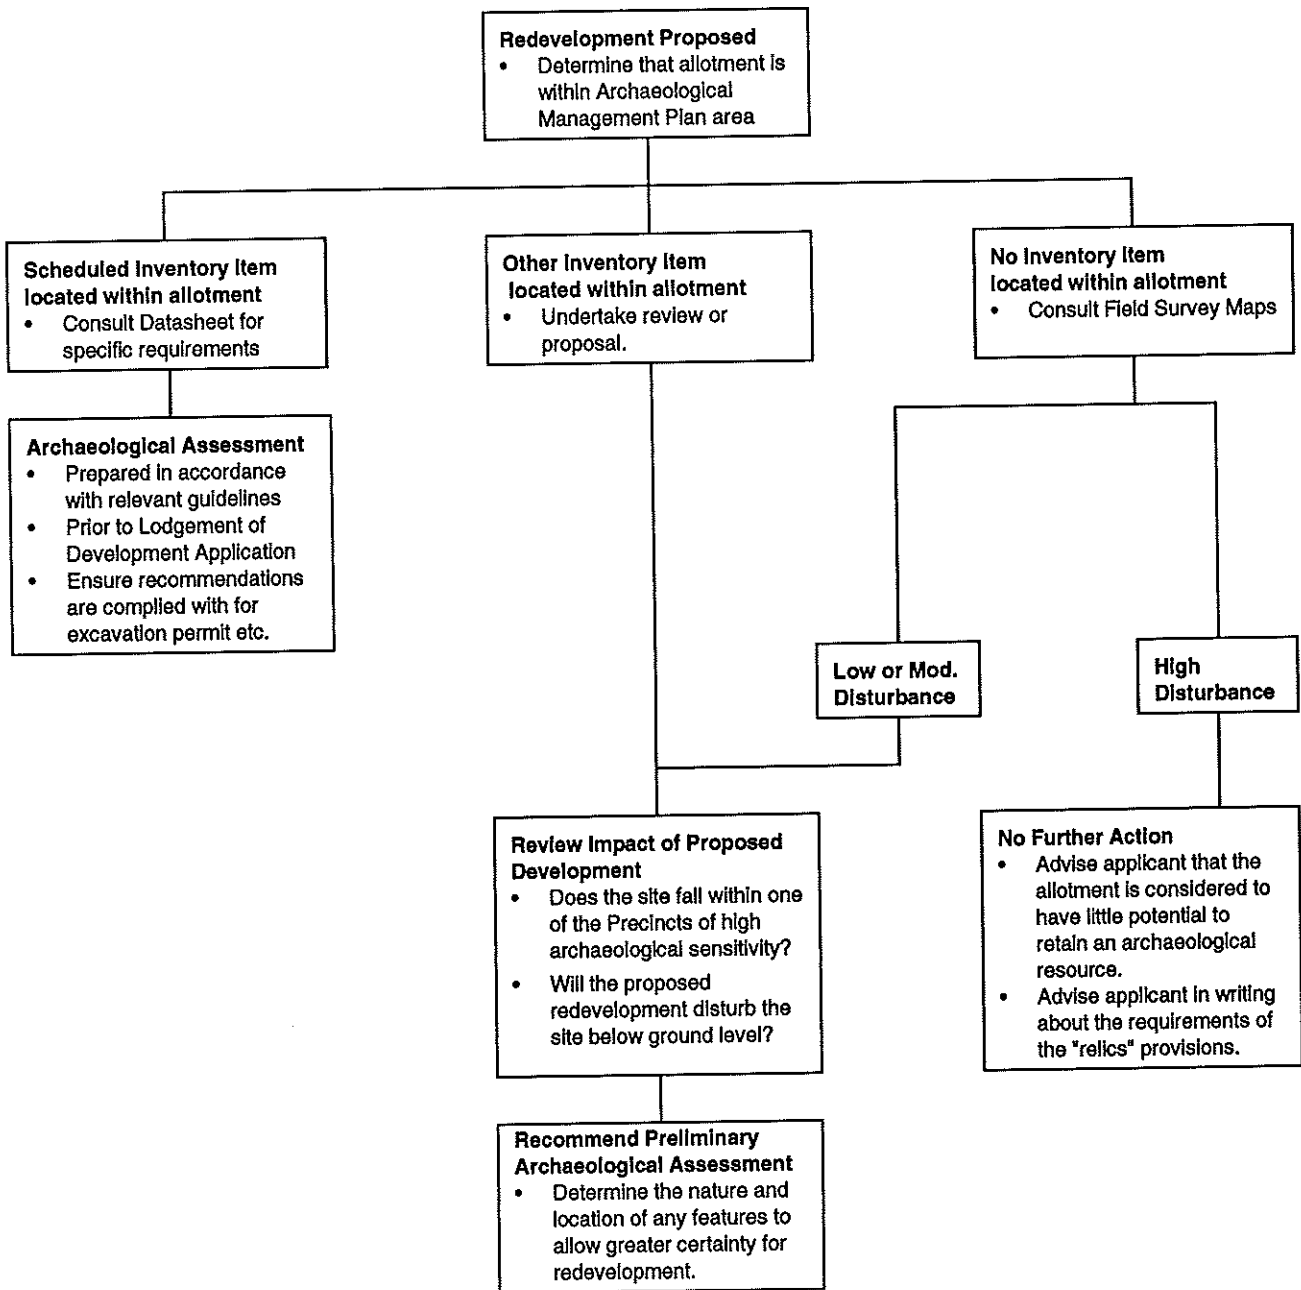 Redevelopment Proposed
• Determine that allotment is
within Archaeological
Management Plan area
Scheduled Inventory Item
located within allotment
• Consult Datasheet for
specific requirements
Other Inventory Item
located within allotment
• Undertake review or
proposal.
No Inventory Item
located within allotment
• Consult Field Survey Maps
Archaeological Assessment
• Prepared in accordance
with relevant guidelines
• Prior to Lodgement of
Development Application
• Ensure recommendations
are complied with for
excavation permit etc.
Low or Mod.
Disturbance
High
Disturbance
Review Impact of Proposed
Development
• Does the site fall within one
of the Precincts of high
archaeological sensitivity?
• Will the proposed
redevelopment disturb the
site below ground level?
No Further Action
• Advise applicant that the
allotment is considered to
have little potential to
retain an archaeological
resource.
• Advise applicant in writing
about the requirements of
the "relics" provisions.
Recommend Preliminary
Archaeological Assessment
• Determine the nature and
location of any features to
allow greater certainty for
redevelopment.